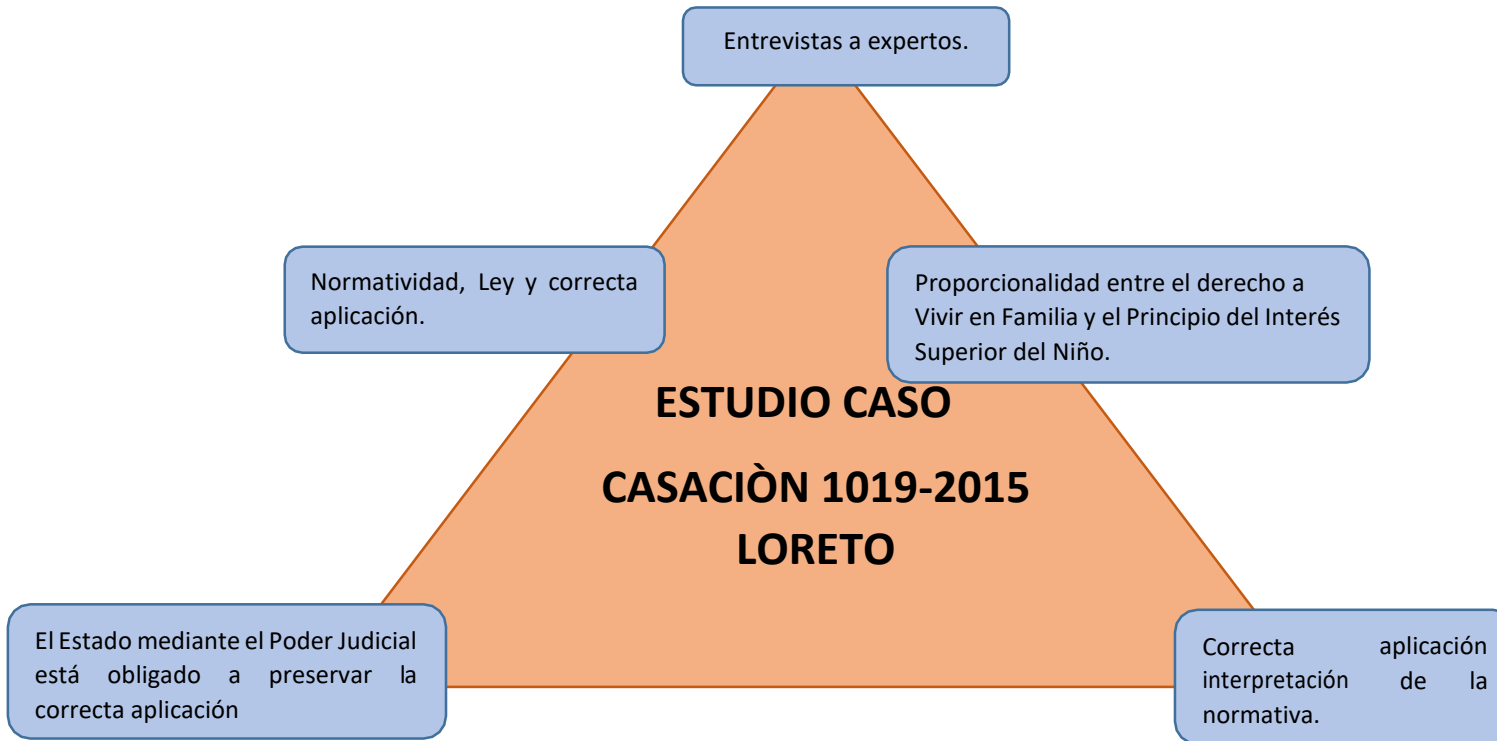 Entrevistas a expertos.
Normatividad, Ley y correcta
aplicación.
Proporcionalidad entre el derecho a
Vivir en Familia y el Principio del Interés
Superior del Niño.
ESTUDIO CASO
CASACIÒN 1019-2015
LORETO
El Estado mediante el Poder Judicial
está obligado a preservar la
correcta aplicación
Correcta aplicación
interpretación de la
normativa.